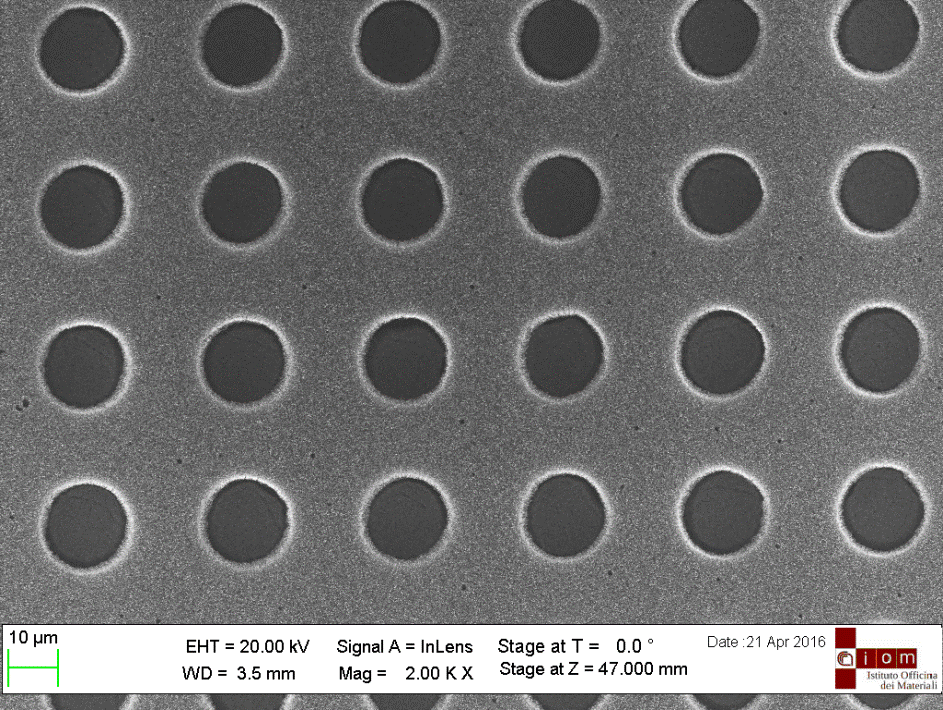 10 µm
EHT = 20.00 kV
WD = 3.5 mm
Signal A = InLens
Mag = 2.00 K X
Stage at T = 0.0 °
Stage at Z = 47.000 mm
Date :21 Apr 2016
iom
Istituto Officina
dei Materiali